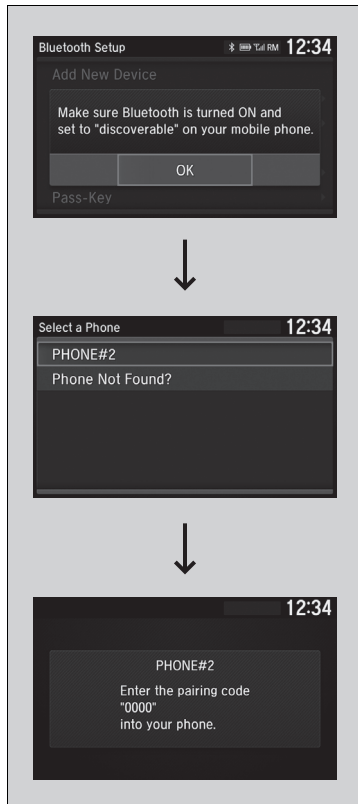 Bluetooth Setup RM 12:34
Add New Device
Make sure Bluetooth is turned ON and
set to "discoverable" on your mobile phone.
OK
Pass-Key
Select a Phone 12:34
PHONE#2
Phone Not Found?
12:34
PHONE#2
Enter the pairing code
"0000"
into your phone.